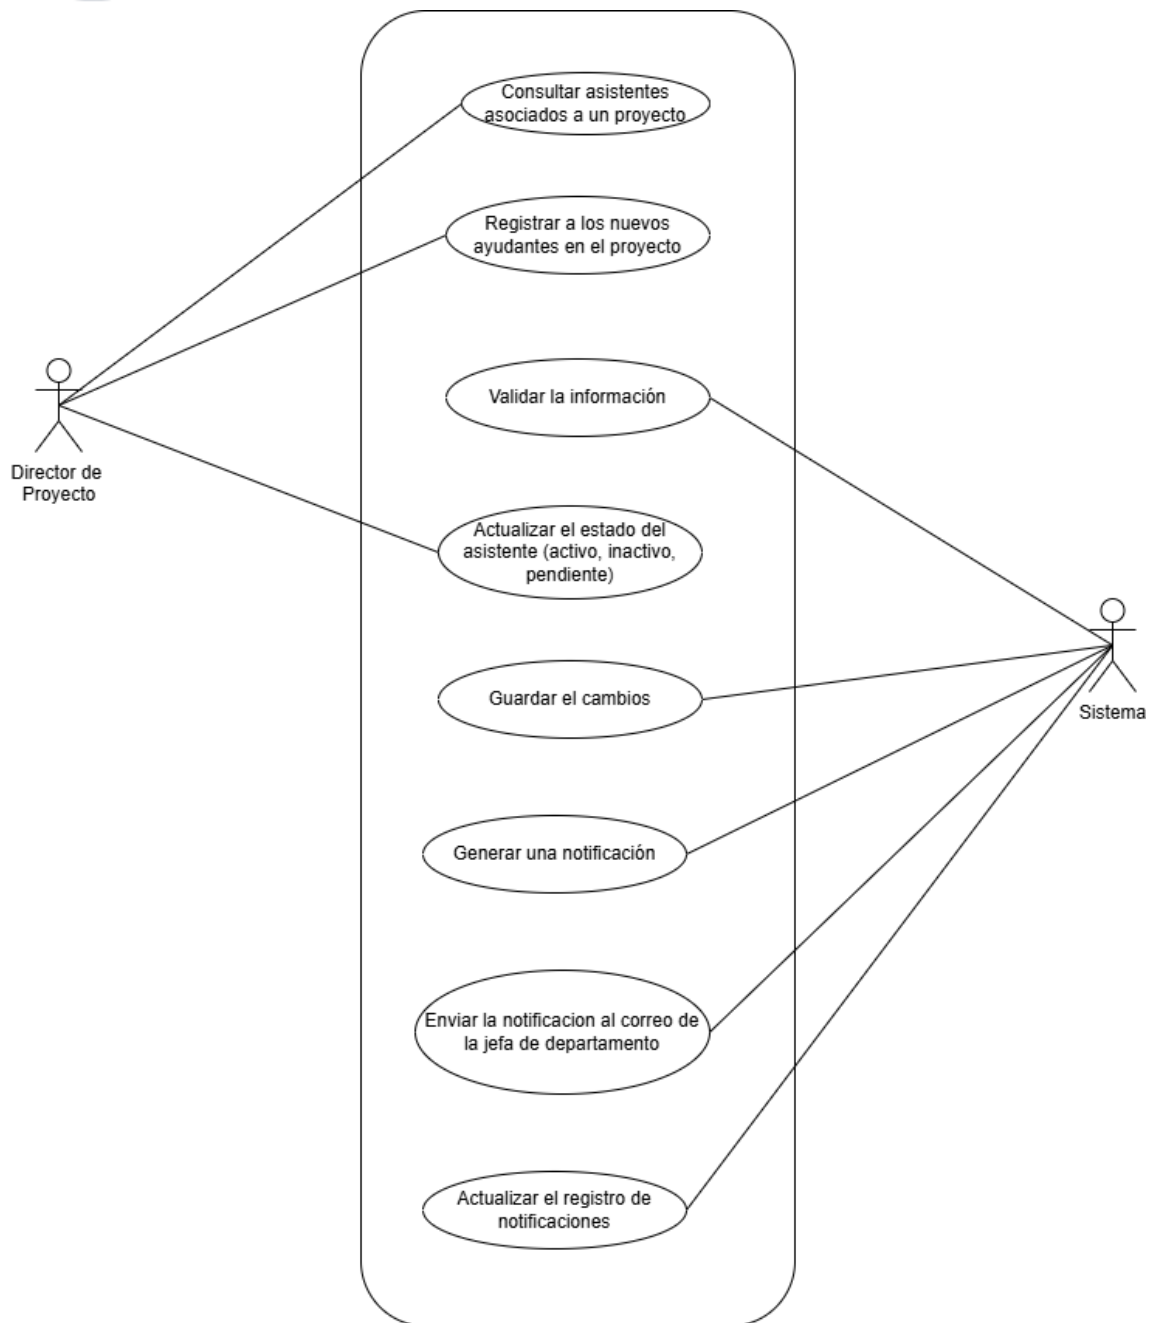 Consultar asistentes
asociados a un proyecto
Registrar a los nuevos
ayudantes en el proyecto
Validar la información
Director de
Proyecto
Actualizar el estado del
asistente (activo, inactivo,
pendiente)
Guardar el cambios
Sistema
Generar una notificación
Enviar la notificacion al correo de
la jefa de departamento
Actualizar el registro de
notificaciones